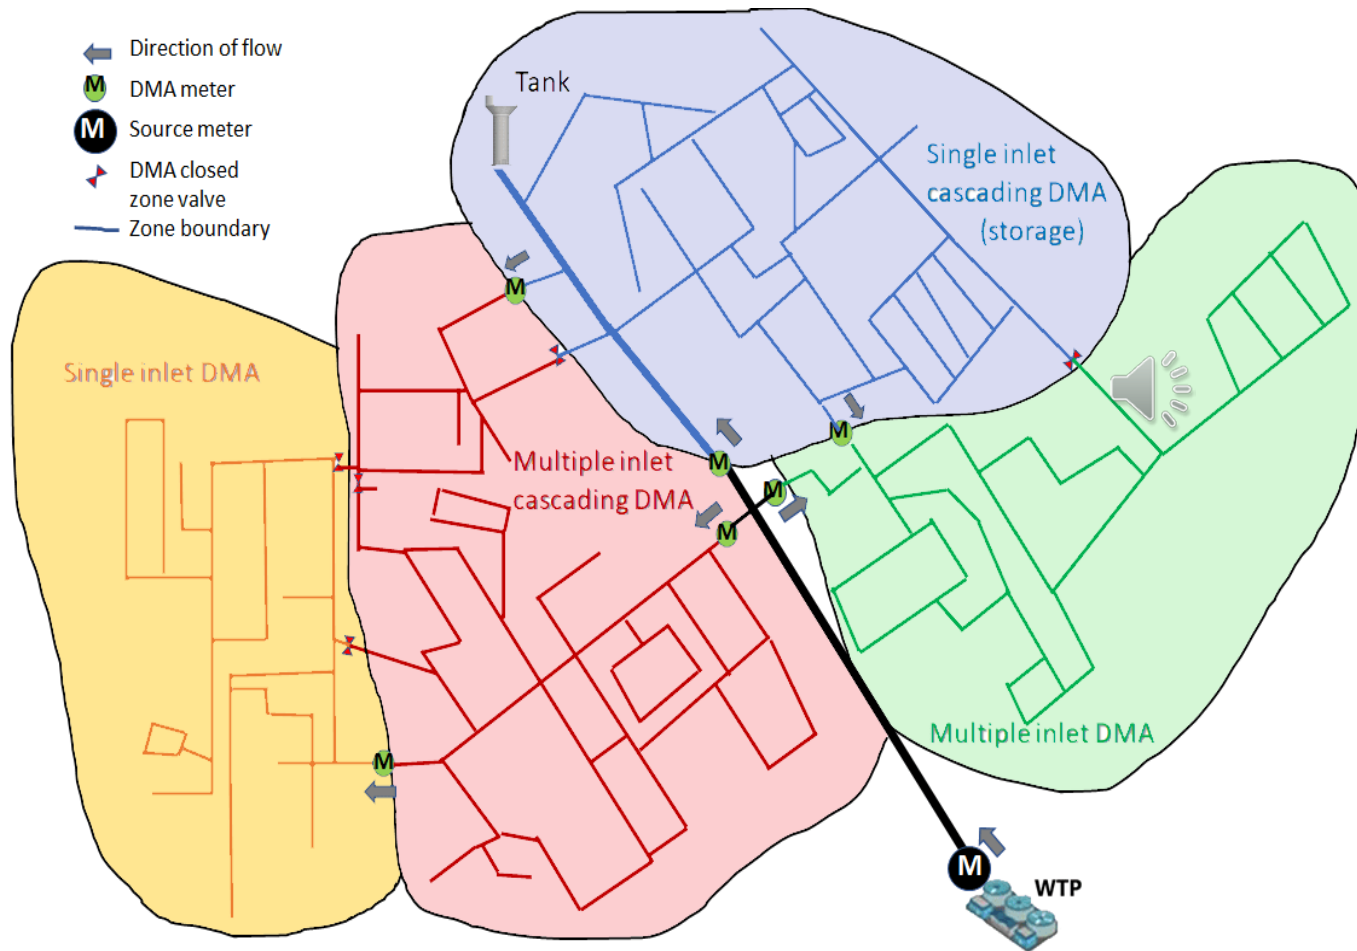 Direction of flow
M DMA meter
M Source meter
DMA closed
zone valve
Zone boundary
Tank
Single inlet
cascading DMA
(storage)
M
Single inlet DMA
M
Multiple inlet
cascading DMA
M
M
M
Multiple inlet DMA
M
M
WTP